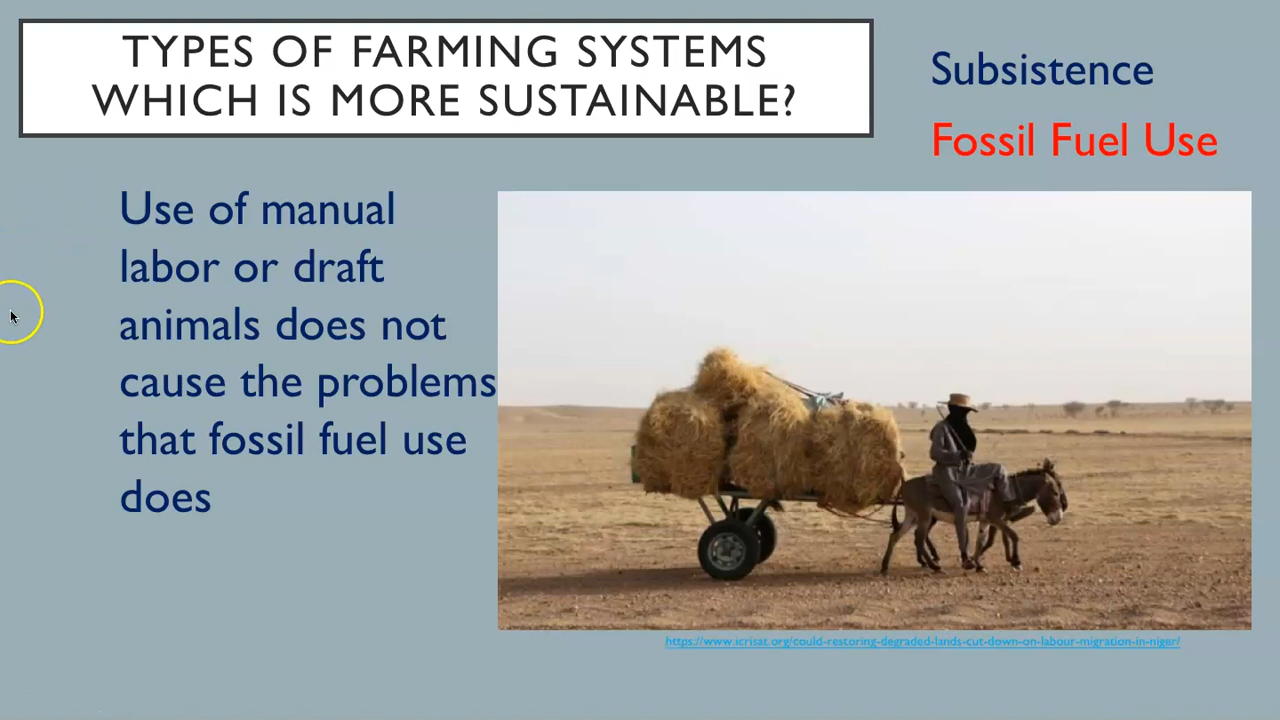 TYPES OF FARMING SYSTEMS
WHICH IS MORE SUSTAINABLE?
Subsistence
Fossil Fuel Use
Use of manual
labor or draft
animals does not
cause the problems
that fossil fuel use
does
https://www.icrisat.org/could-restoring-degraded-lands-cut-down-on-labour-migration-in-niger/